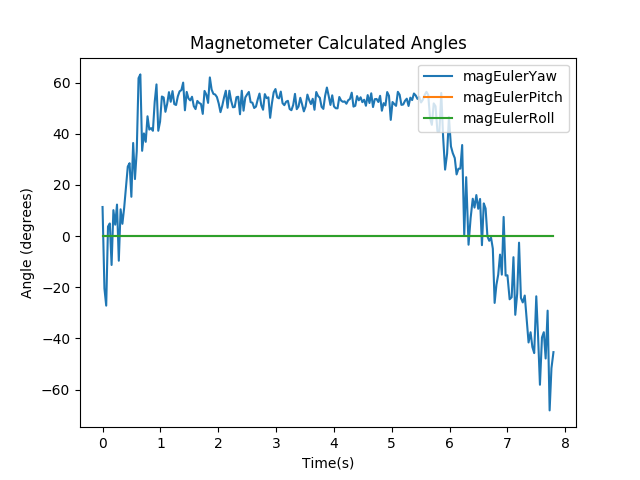 Magnetometer Calculated Angles
magEulerYaw
magEulerPitch
magEulerRoll
60
40
20
0
−20
−40
−60
Angle (degrees)
0 1 2 3 4 5 6 7 8
Time(s)